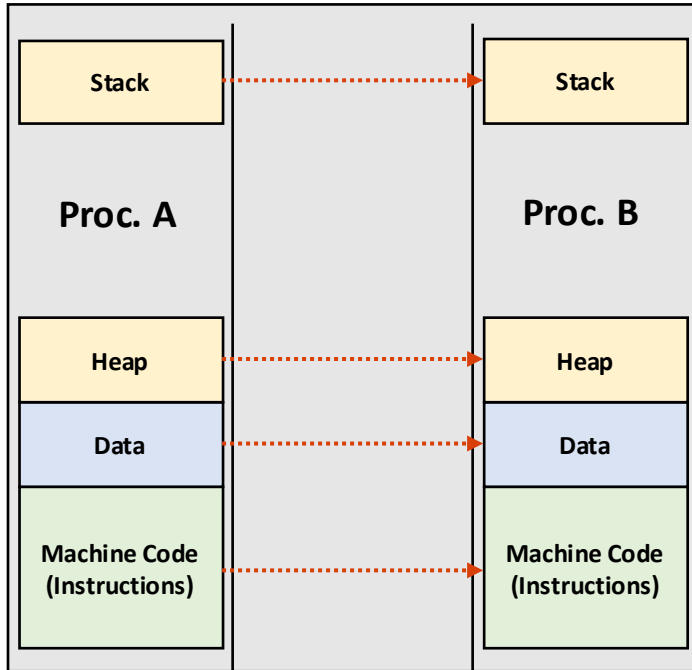 Stack
Stack
Proc. A
Proc. B
Heap
Heap
Data
Data
Machine Code
(Instructions)
Machine Code
(Instructions)